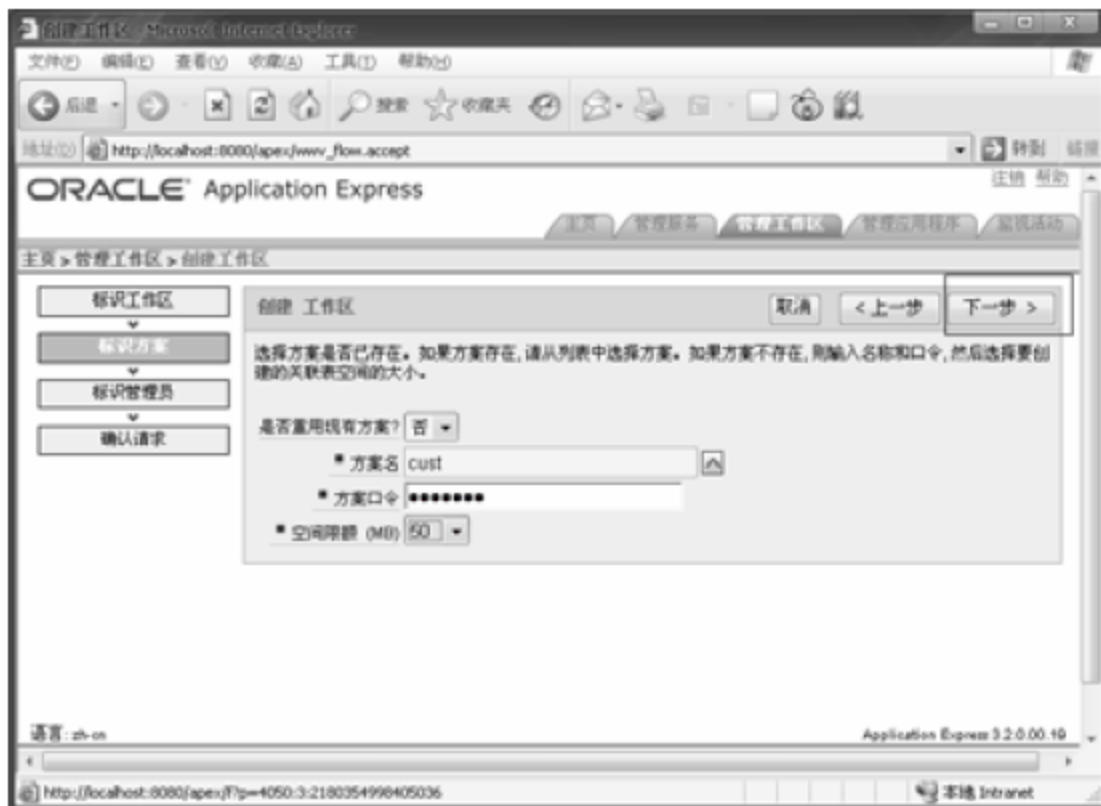 创建工作区 - Microsoft Internet Explorer
文件(F) 编辑(E) 查看(V) 收藏(A) 工具(T) 帮助(H)
后退 搜索 收藏夹
地址(D) http://localhost:8080/apex/wwv_flow.accept 转到 链接
ORACLE Application Express
注销 帮助
主页 管理服务 管理工作区 管理应用程序 监视活动
主页 > 管理工作区 > 创建工作区
标识工作区
标识方案
标识管理员
确认请求
创建 工作区
取消 < 上一步 下一步 >
选择方案是否已存在。如果方案存在,请从列表中选择方案。如果方案不存在,则输入名称和口令,然后选择要创
建的关联表空间的大小。
是否重用现有方案? 否
方案名 cust
方案口令 •••••••
空间限额 (MB) 50
语言: zh-cn
Application Express 3.2.0.00.19
http://localhost:8080/apex/f?p=4050:3:2180354998405036
本地 Intranet